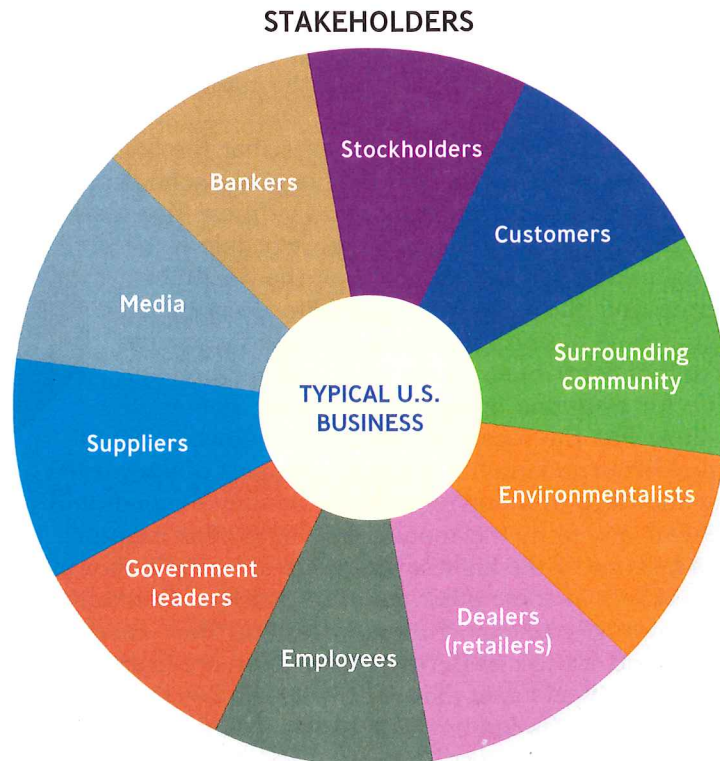 STAKEHOLDERS
Stockholders
Customers
Surrounding
community
Environmentalists
Dealers
(retailers)
Employees
Government
leaders
Suppliers
Media
Bankers
TYPICAL U.S.
BUSINESS